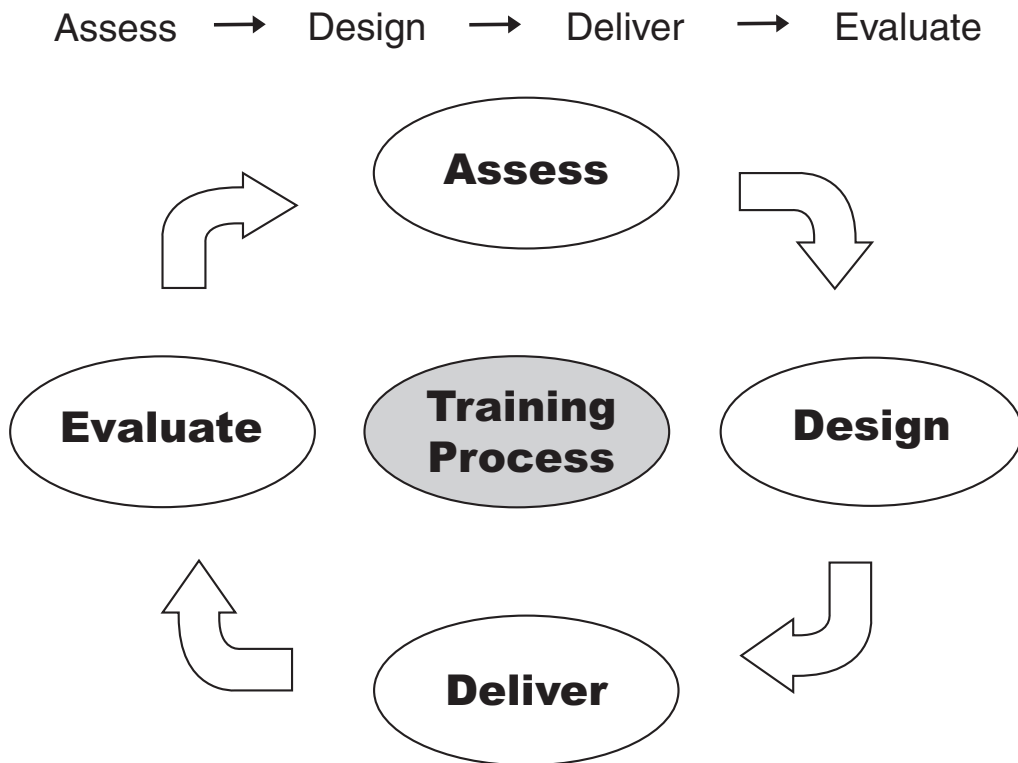 Assess → Design → Deliver → Evaluate
Assess
Evaluate
Training
Process
Design
Deliver